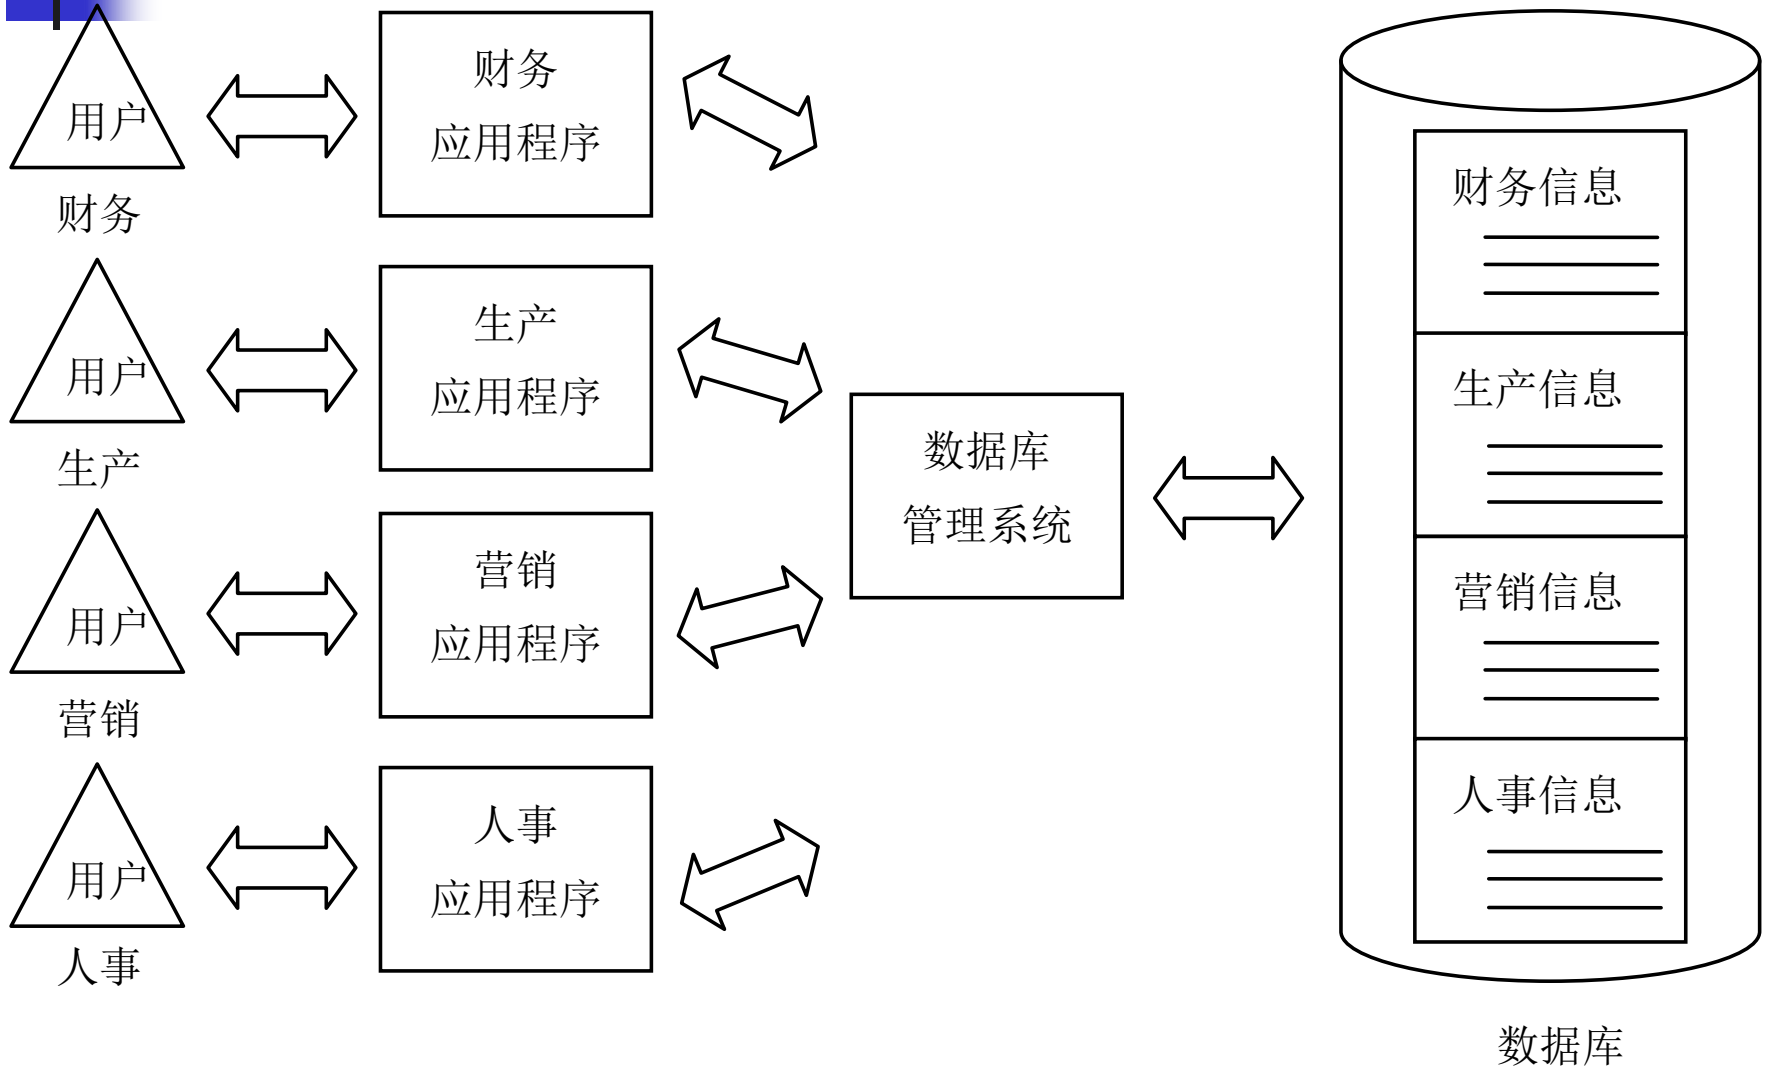 用户
财务
财务
应用程序
用户
生产
生产
应用程序
用户
营销
营销
应用程序
用户
人事
人事
应用程序
数据库
管理系统
财务信息
生产信息
营销信息
人事信息
数据库